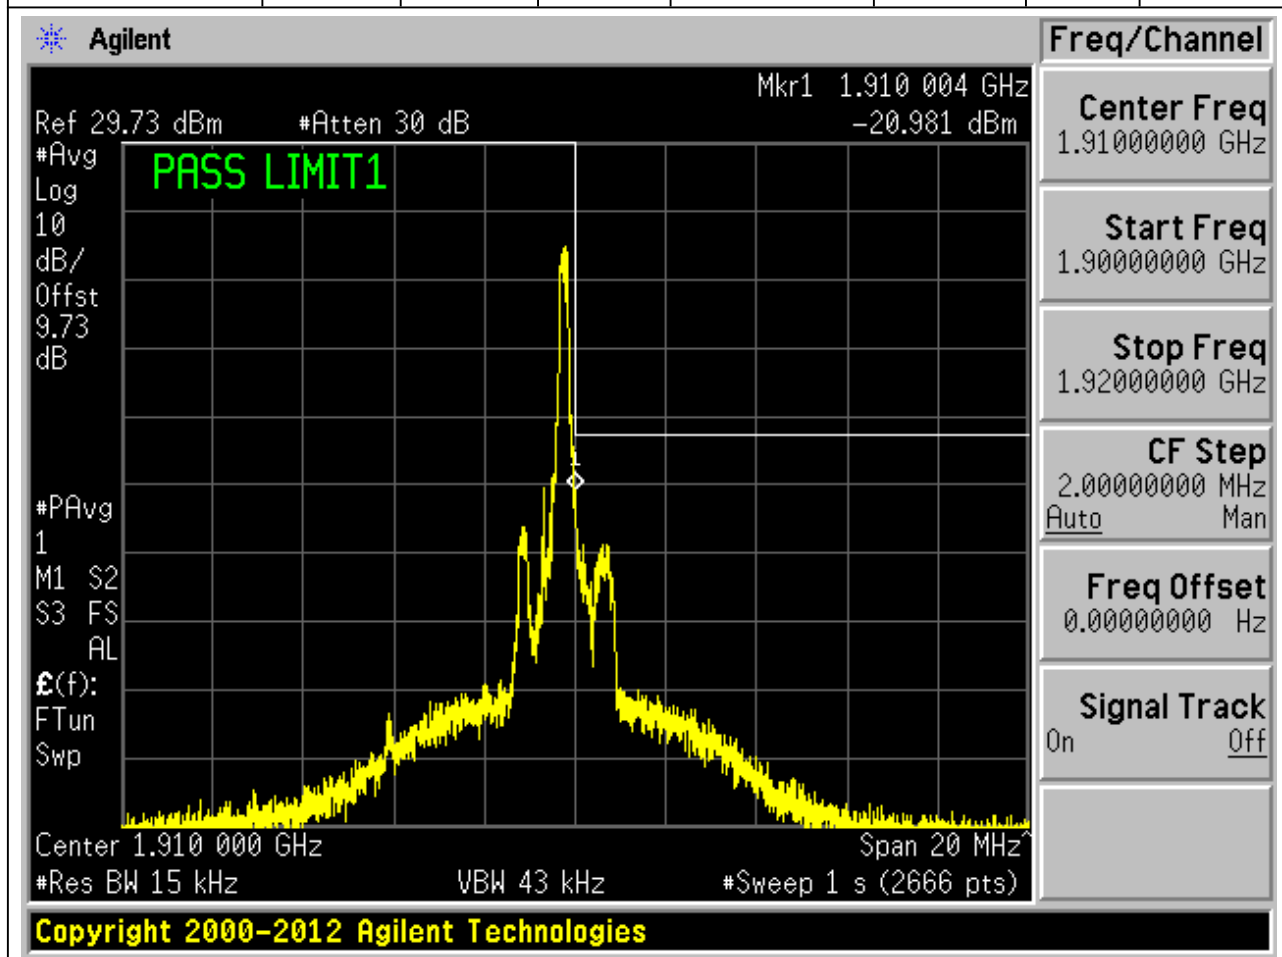 Agilent
Freq/Channel
Mkr1 1.910 004 GHz
Ref 29.73 dBm #Atten 30 dB -20.981 dBm
#Avg
Log
10
dB/
Offst
9.73
dB
PASS LIMIT1
1
#PAvg
1
M1 S2
S3 FS
AL
£(f):
FTun
Swp
Center 1.910 000 GHz Span 20 MHz^
#Res BW 15 kHz VBW 43 kHz #Sweep 1 s (2666 pts)
Copyright 2000-2012 Agilent Technologies
Center Freq
1.91000000 GHz
Start Freq
1.90000000 GHz
Stop Freq
1.92000000 GHz
CF Step
2.00000000 MHz
Auto Man
Freq Offset
0.00000000 Hz
Signal Track
On Off